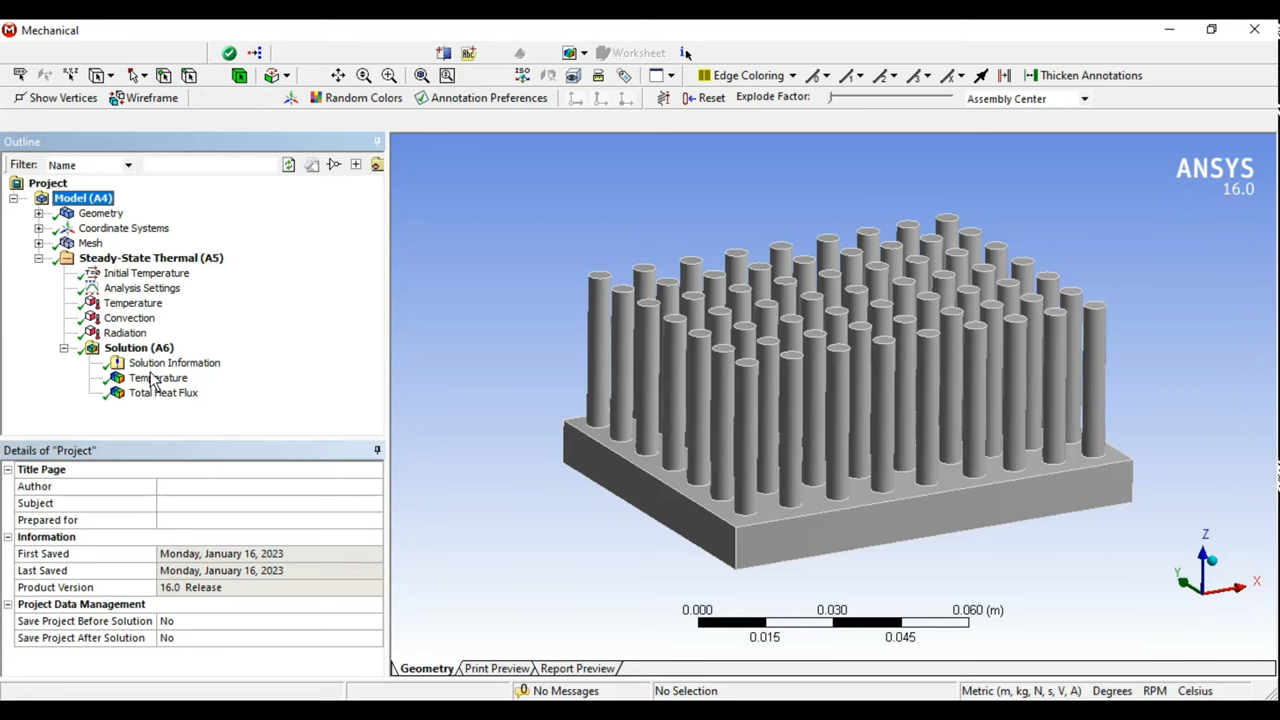 Mechanical
Worksheet
Edge Coloring
Thicken Annotations
Show Vertices
Wireframe
Random Colors
Annotation Preferences
Reset
Explode Factor:
Assembly Center
Outline
Filter: Name
Project
Model (A4)
Geometry
Coordinate Systems
Mesh
Steady-State Thermal (A5)
Initial Temperature
Analysis Settings
Temperature
Convection
Radiation
Solution (A6)
Solution Information
Temperature
Total Heat Flux
Details of "Project"
Title Page
Author
Subject
Prepared for
Information
First Saved Monday, January 16, 2023
Last Saved Monday, January 16, 2023
Product Version 16.0 Release
Project Data Management
Save Project Before Solution No
Save Project After Solution No
ANSYS
16.0
Z
Y
X
0.000 0.030 0.060 (m)
0.015 0.045
Geometry Print Preview Report Preview
0 No Messages No Selection Metric (m, kg, N, s, V, A) Degrees RPM Celsius